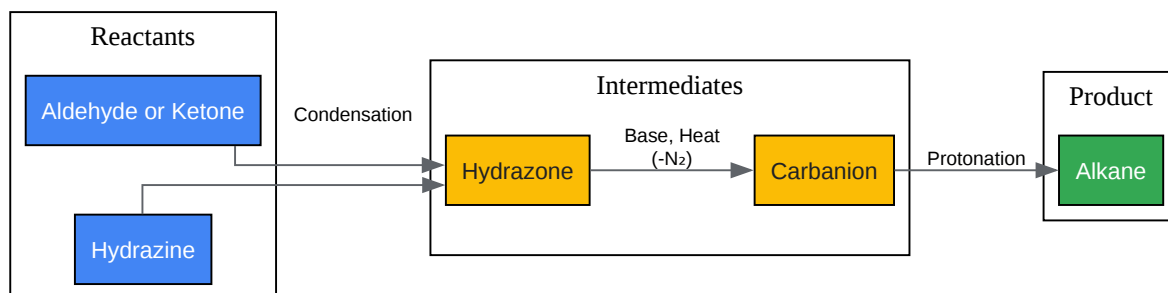 Reactants
Aldehyde or Ketone
Hydrazine
Condensation
Intermediates
Hydrazone
Base, Heat
(-N₂)
Carbanion
Protonation
Product
Alkane